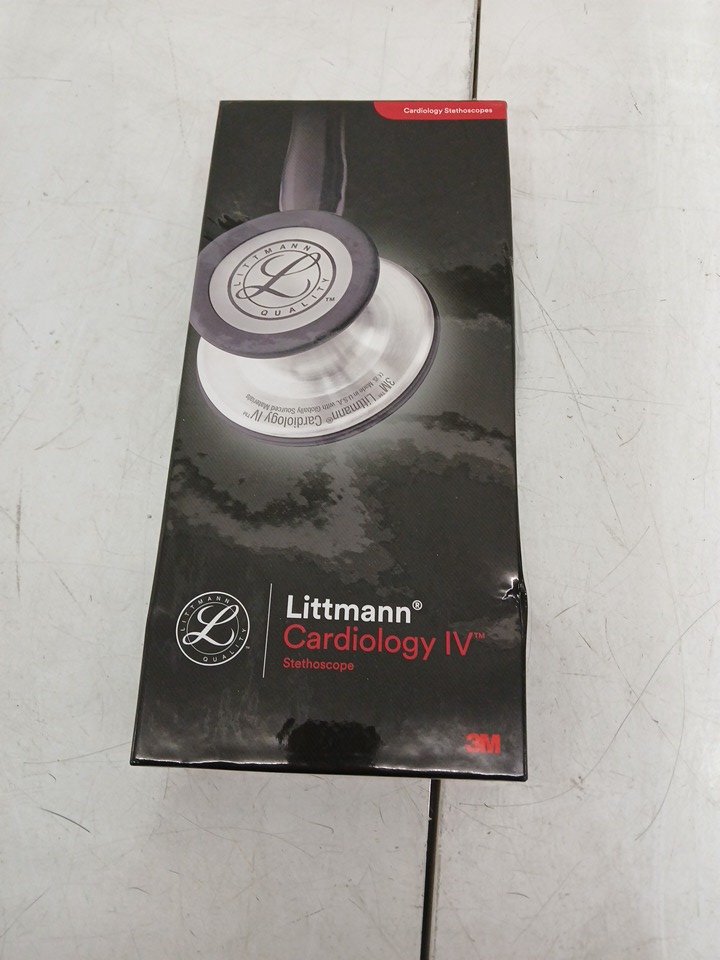 Cardiology Stethoscopes
LITTMANN
QUALITY
™
3M™ Littmann® Cardiology IV™
Made in U.S.A. with Globally Sourced Materials
LITTMANN
QUALITY
Littmann®
Cardiology IV™
Stethoscope
3M